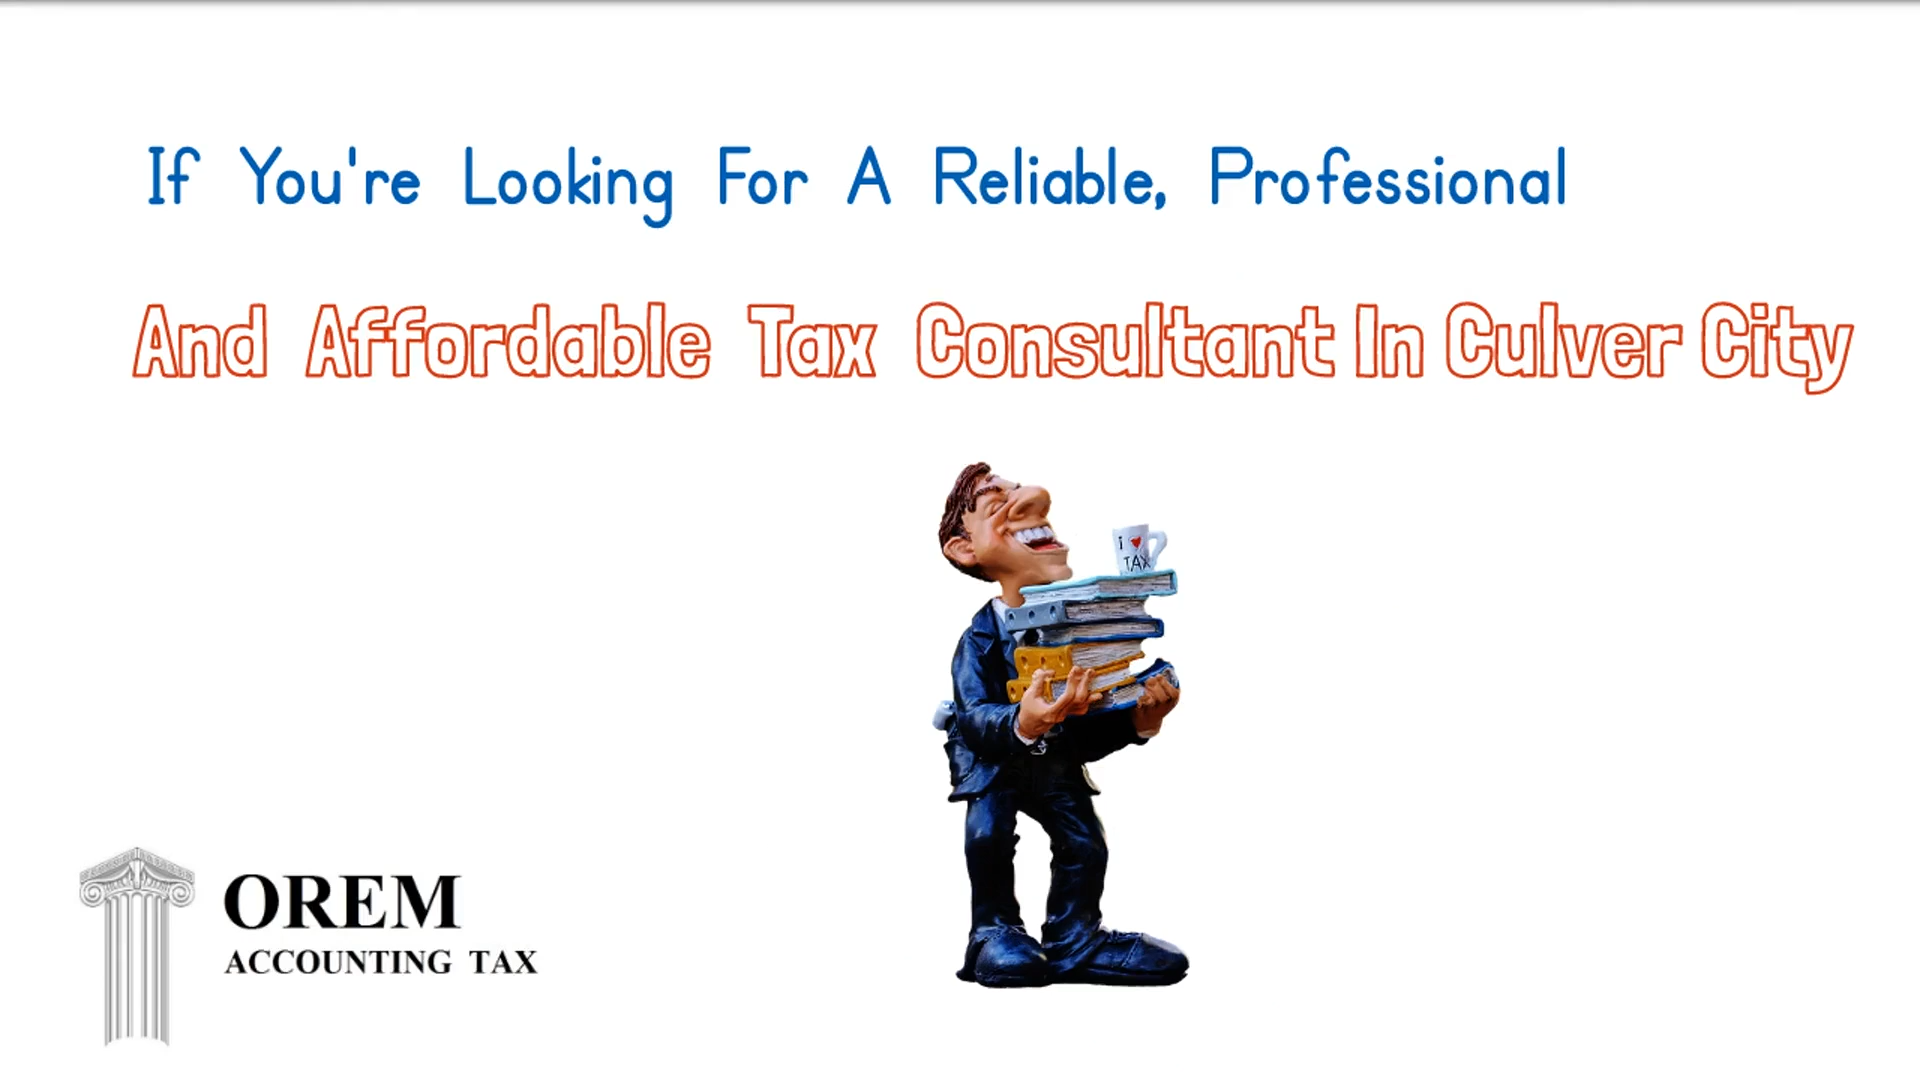 If You're Looking For A Reliable, Professional
And Affordable Tax Consultant In Culver City
i ♥
TAX
OREM
ACCOUNTING TAX